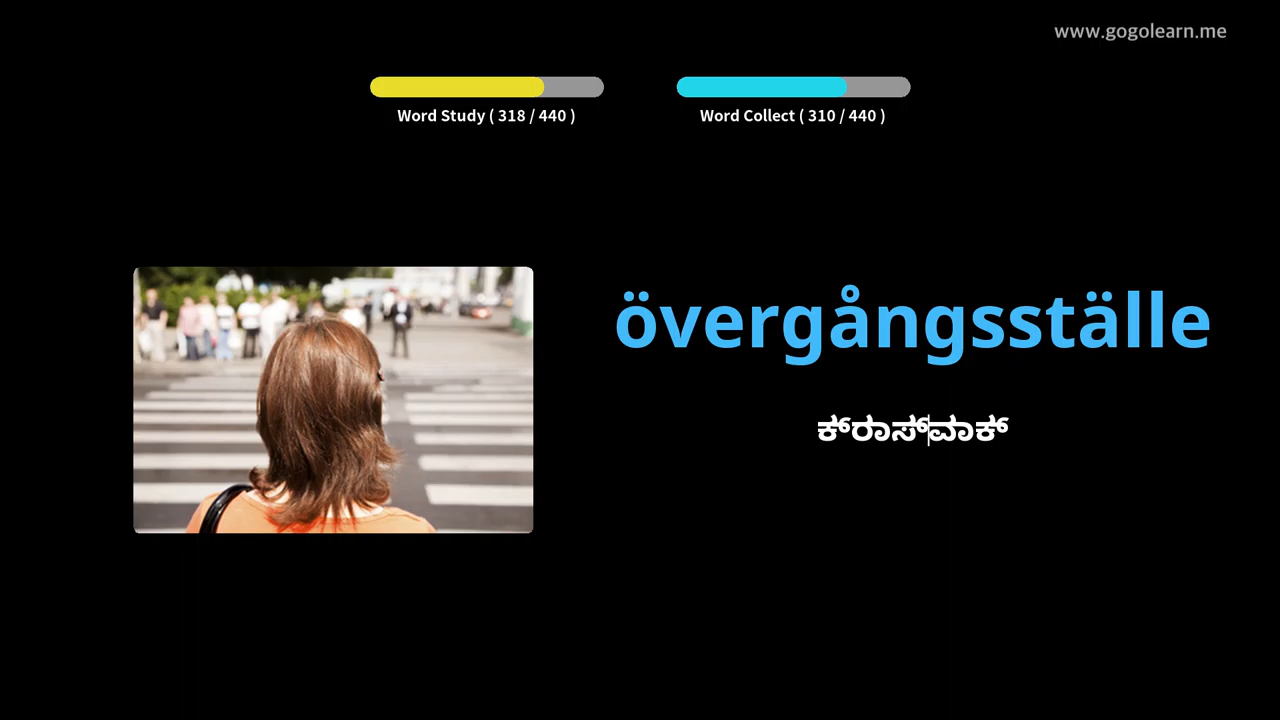 www.gogolearn.me
Word Study ( 318 / 440 )
Word Collect ( 310 / 440 )
övergångsställe
ಕ್ರಾಸ್‌ವಾಕ್